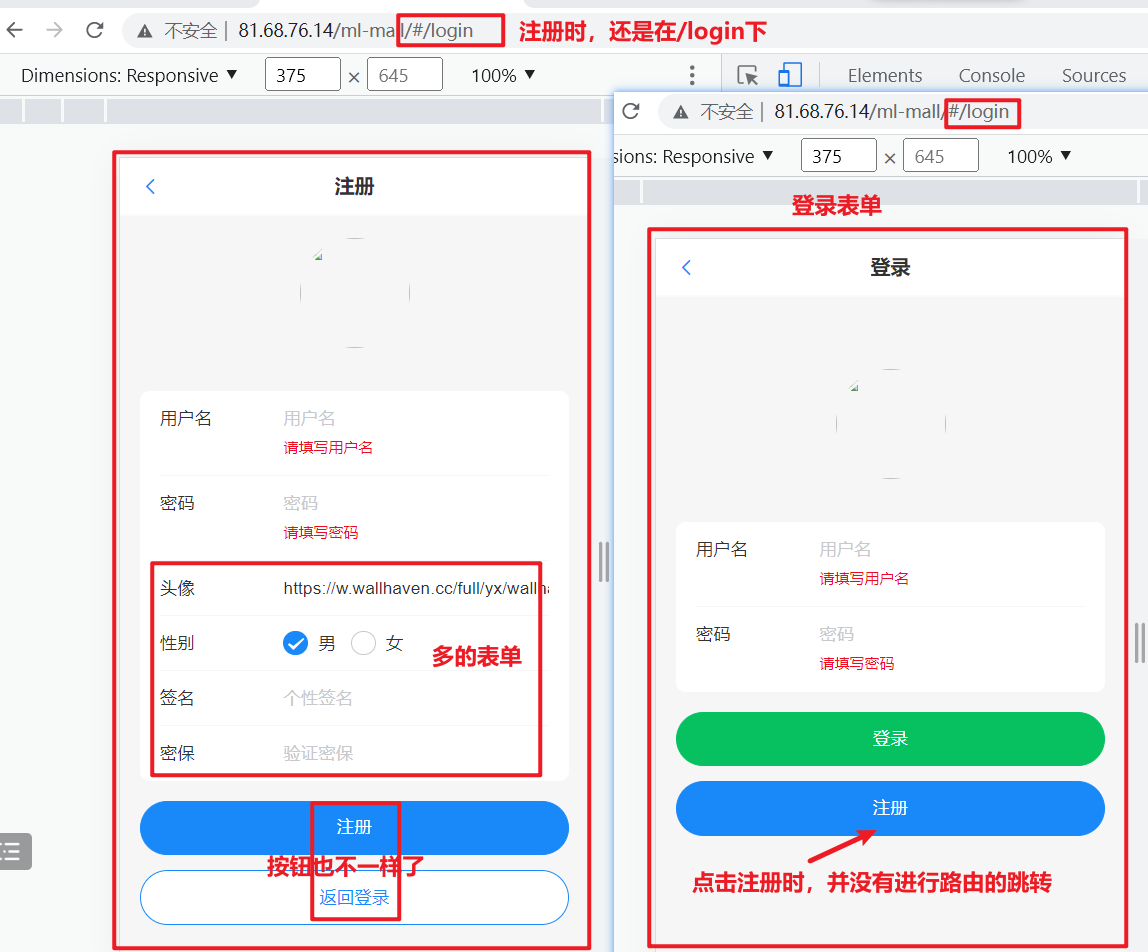 不安全 | 81.68.76.14/ml-mall/#/login
注册时，还是在/login下
Dimensions: Responsive ▼ 375 × 645 100% ▼
Elements Console Sources
注册
用户名 用户名
请填写用户名
密码 密码
请填写密码
头像 https://w.wallhaven.cc/full/yx/wallh
性别 男 女
多的表单
签名 个性签名
密保 验证密保
注册
按钮也不一样了
返回登录
不安全 | 81.68.76.14/ml-mall/#/login
sions: Responsive ▼ 375 × 645 100% ▼
登录表单
登录
用户名 用户名
请填写用户名
密码 密码
请填写密码
登录
注册
点击注册时，并没有进行路由的跳转